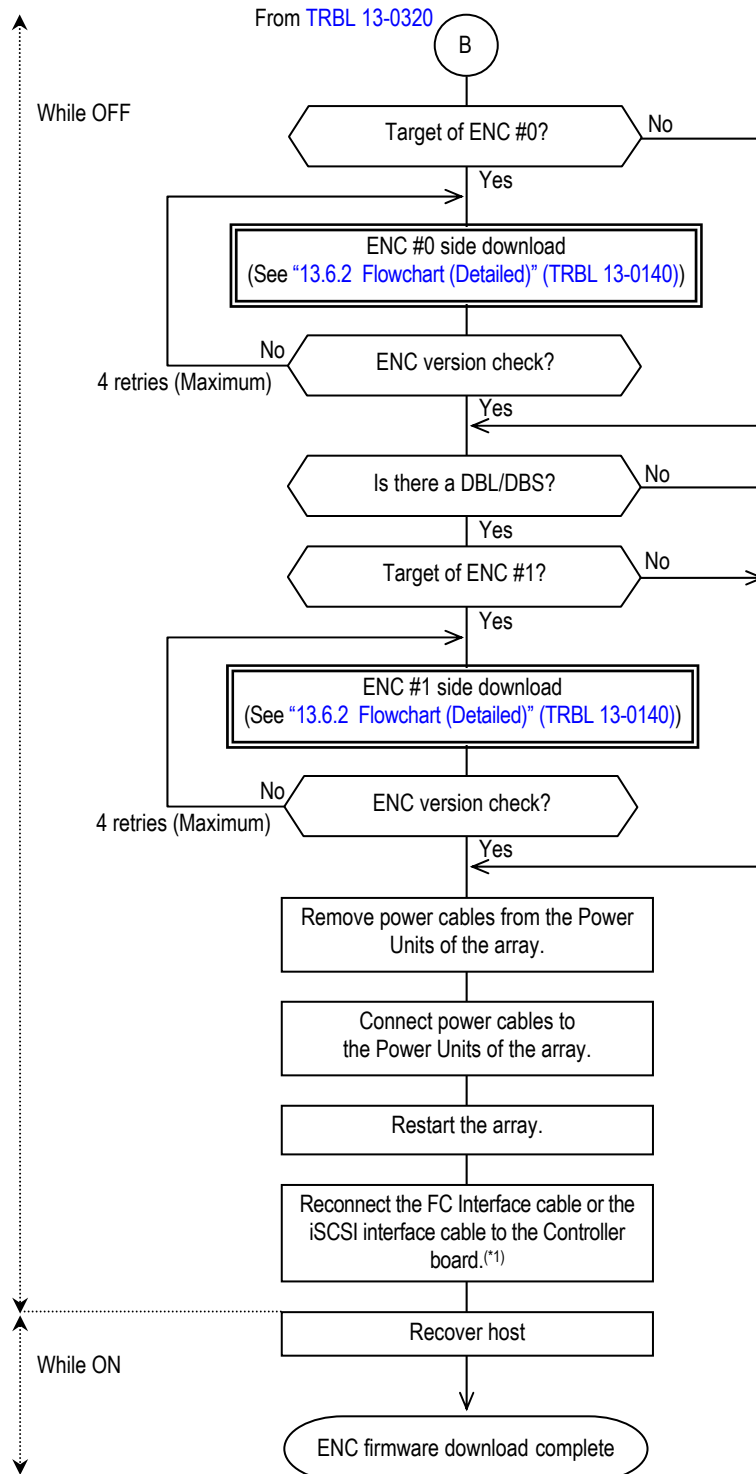 From TRBL 13-0320
B
While OFF
Target of ENC #0?
No
Yes
ENC #0 side download
(See “13.6.2 Flowchart (Detailed)” (TRBL 13-0140))
No
ENC version check?
4 retries (Maximum)
Yes
Is there a DBL/DBS?
No
Yes
Target of ENC #1?
No
Yes
ENC #1 side download
(See “13.6.2 Flowchart (Detailed)” (TRBL 13-0140))
No
ENC version check?
4 retries (Maximum)
Yes
Remove power cables from the Power
Units of the array.
Connect power cables to
the Power Units of the array.
Restart the array.
Reconnect the FC Interface cable or the
iSCSI interface cable to the Controller
board.(*1)
Recover host
While ON
ENC firmware download complete